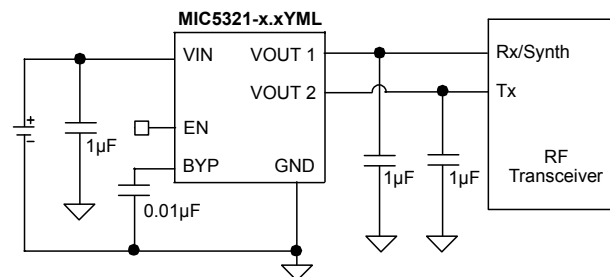 MIC5321-x.xYML
VIN
VOUT 1
VOUT 2
EN
BYP
GND
+
–
1µF
0.01µF
1µF
1µF
Rx/Synth
Tx
RF
Transceiver